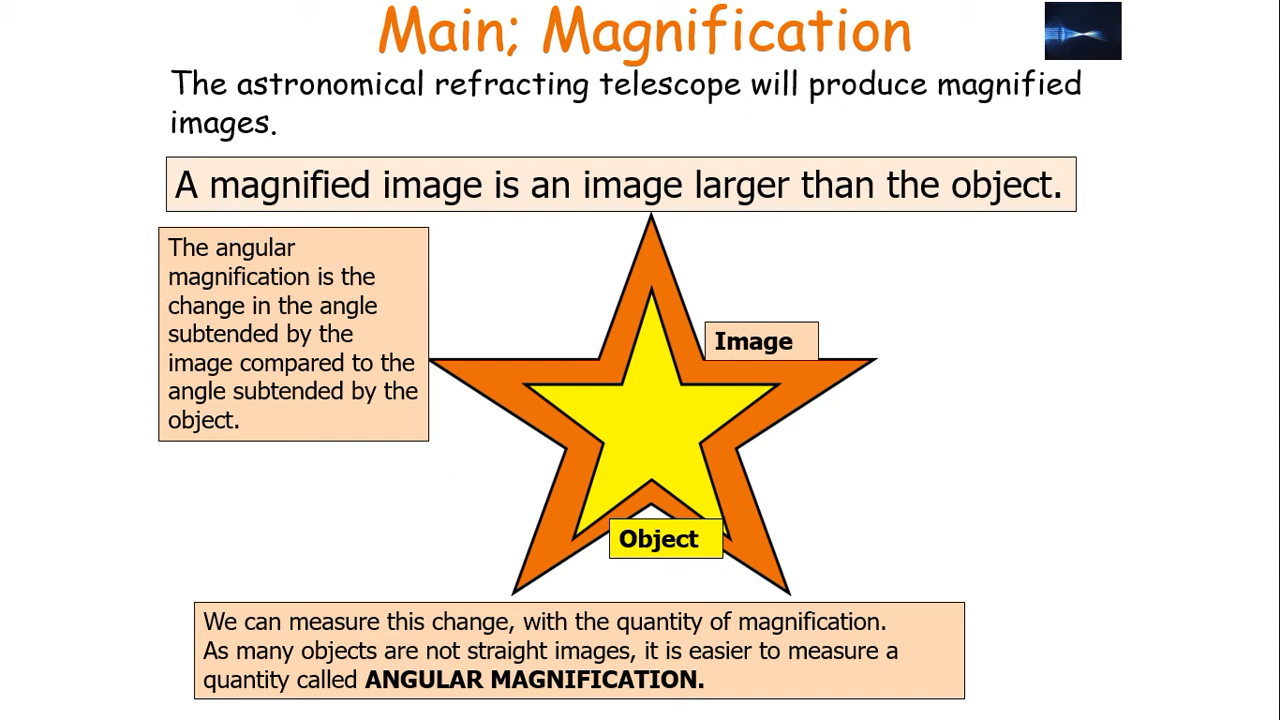 Main; Magnification
The astronomical refracting telescope will produce magnified
images.
A magnified image is an image larger than the object.
The angular
magnification is the
change in the angle
subtended by the
image compared to the
angle subtended by the
object.
Image
Object
We can measure this change, with the quantity of magnification.
As many objects are not straight images, it is easier to measure a
quantity called ANGULAR MAGNIFICATION.